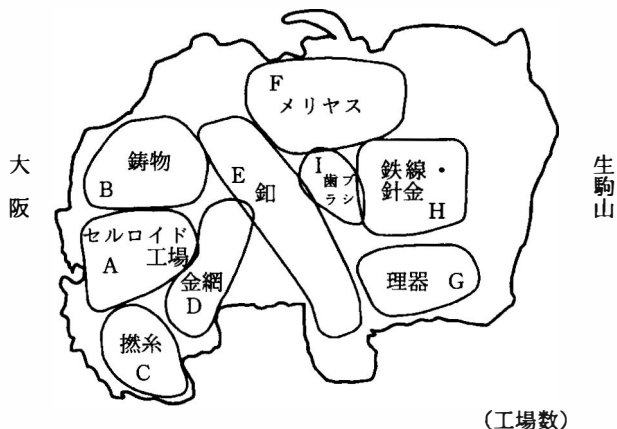 F
メリヤス
鋳物
B
E
釦
I
歯ブ
ラシ
鉄線・
針金
H
大阪
生駒山
セルロイド
工場
A
金網
D
理器 G
撚糸
C
(工場数)